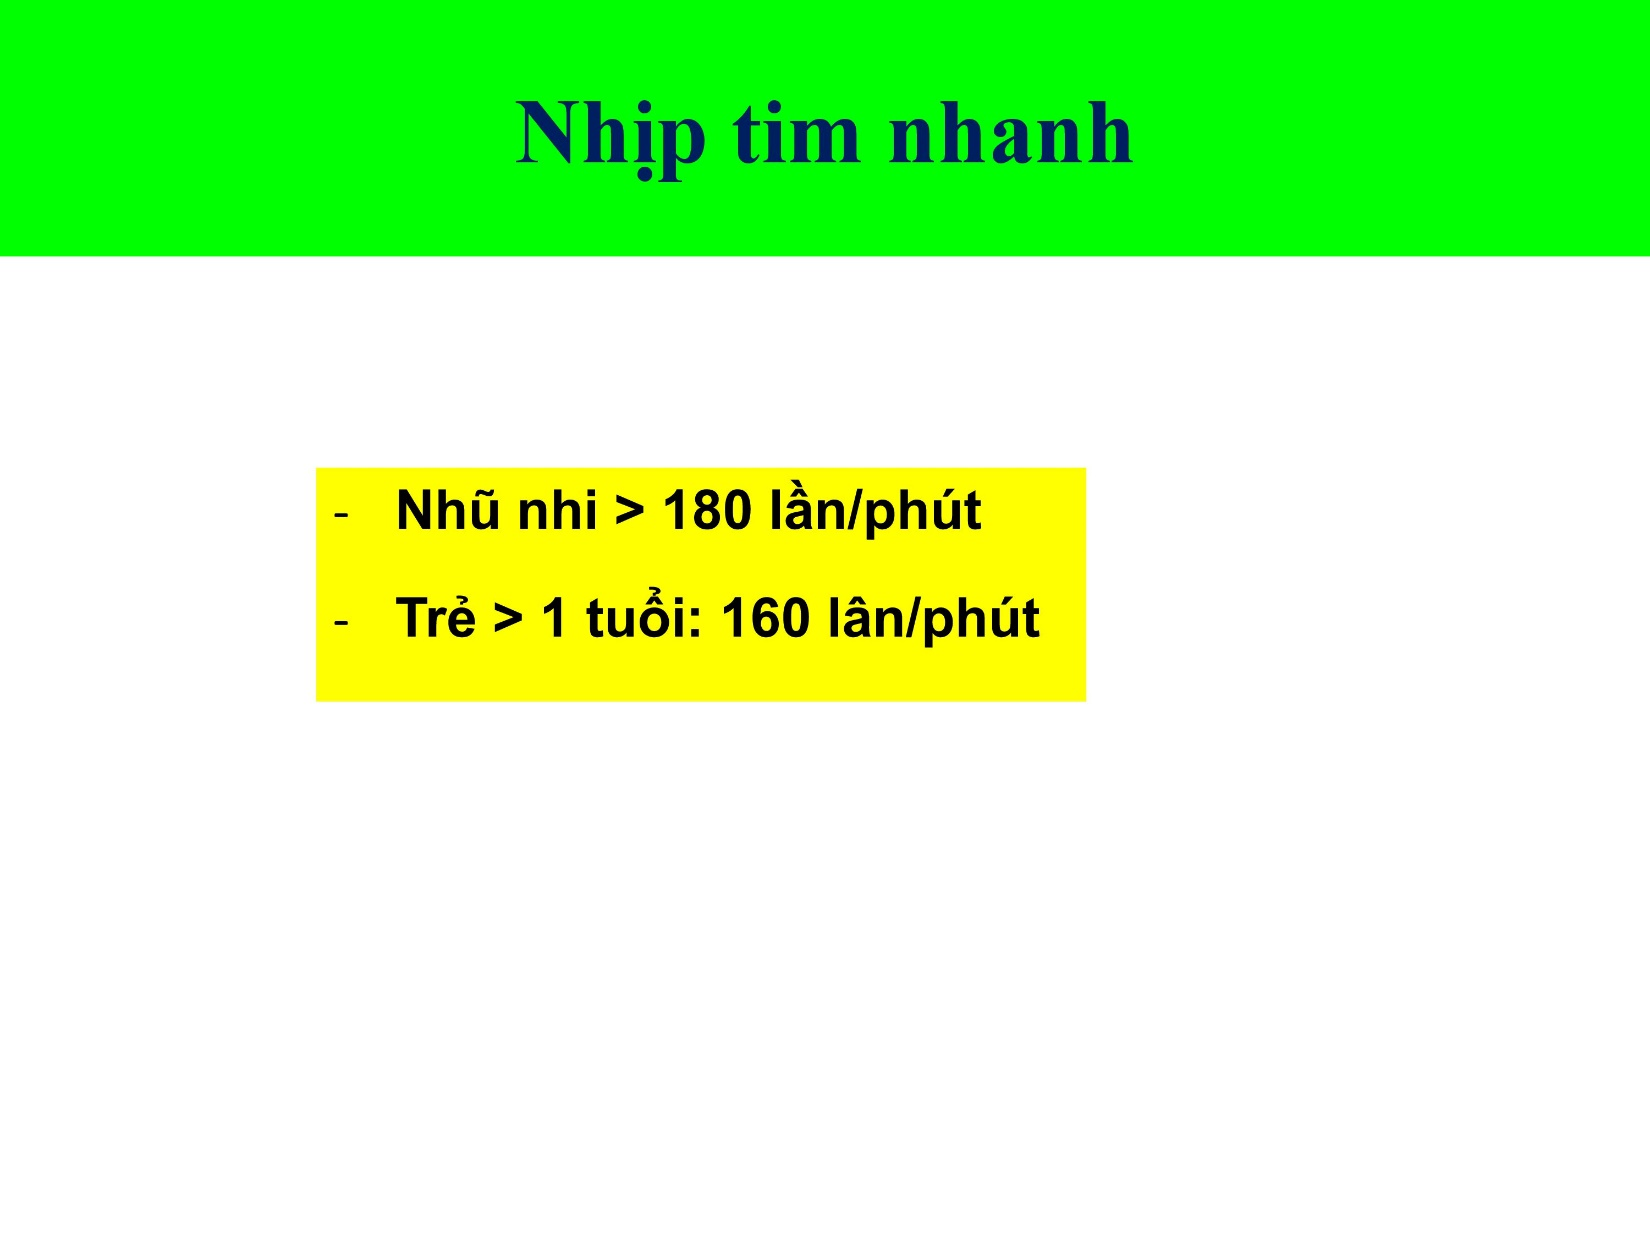 Nhịp tim nhanh
- Nhũ nhi > 180 lần/phút
- Trẻ > 1 tuổi: 160 lân/phút